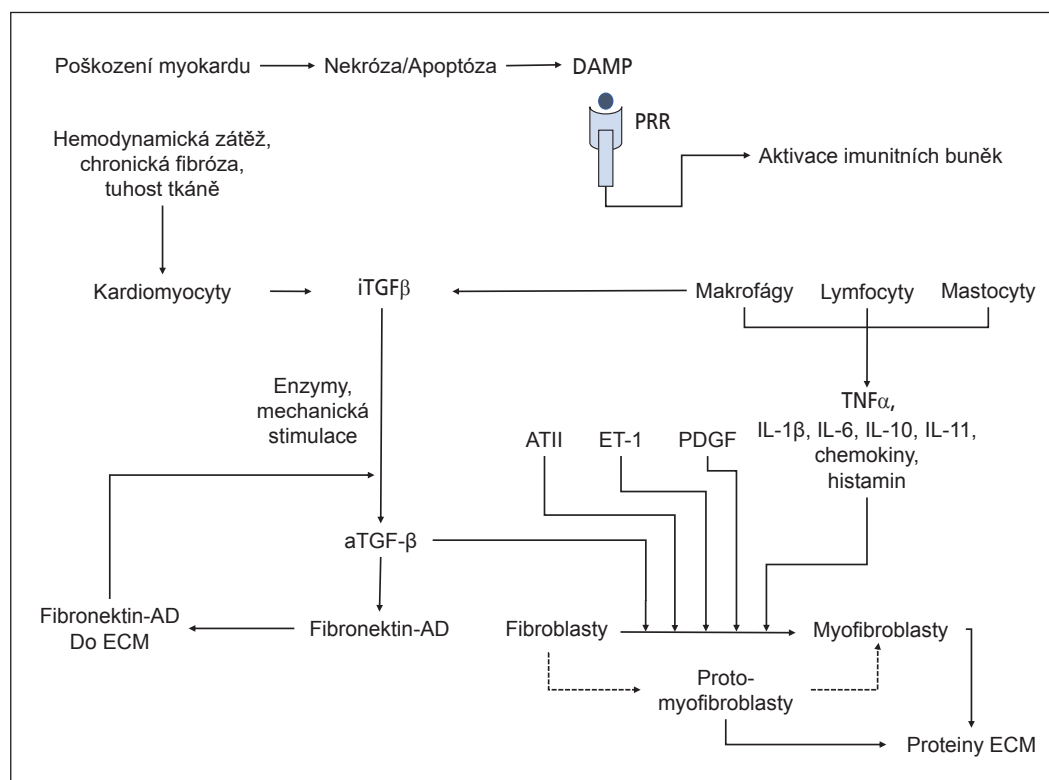 Poškození myokardu
Nekróza/Apoptóza
DAMP
PRR
Hemodynamická zátěž,
chronická fibróza,
tuhost tkáně
Aktivace imunitních buněk
Kardiomyocyty
iTGFβ
Makrofágy
Lymfocyty
Mastocyty
Enzymy,
mechanická
stimulace
TNFα,
IL-1β, IL-6, IL-10, IL-11,
chemokiny,
histamin
ATII
ET-1
PDGF
aTGF-β
Fibronektin-AD
Do ECM
Fibronektin-AD
Fibroblasty
Myofibroblasty
Proto-
myofibroblasty
Proteiny ECM